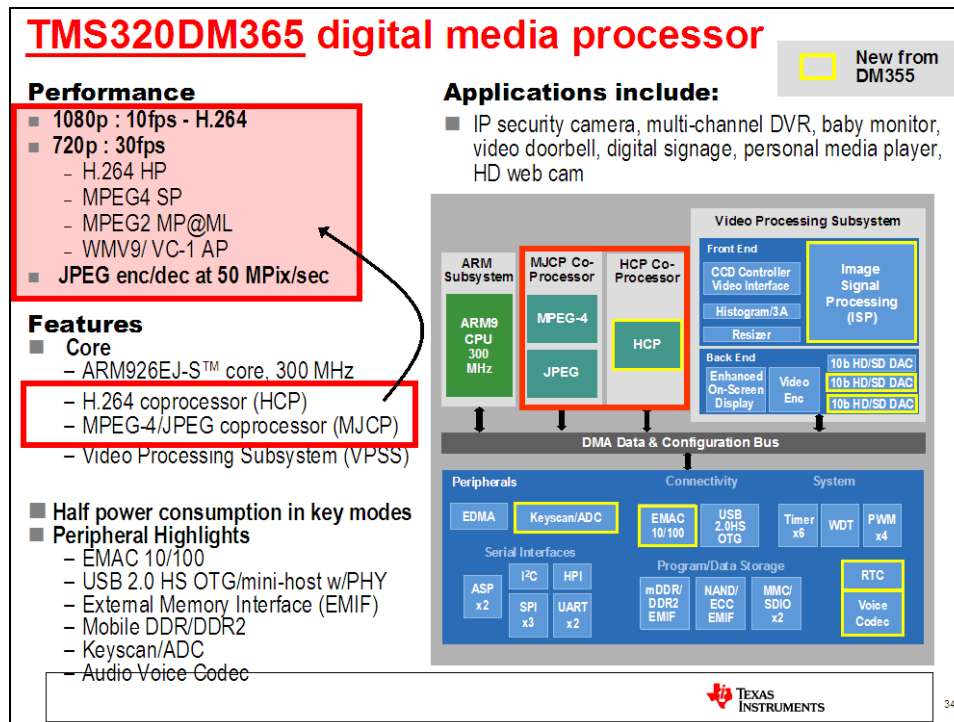 TMS320DM365 digital media processor
New from
DM355
Performance
1080p : 10fps - H.264
720p : 30fps
– H.264 HP
– MPEG4 SP
– MPEG2 MP@ML
– WMV9/ VC-1 AP
JPEG enc/dec at 50 MPix/sec
Features
Core
– ARM926EJ-S™ core, 300 MHz
– H.264 coprocessor (HCP)
– MPEG-4/JPEG coprocessor (MJCP)
– Video Processing Subsystem (VPSS)
Half power consumption in key modes
Peripheral Highlights
– EMAC 10/100
– USB 2.0 HS OTG/mini-host w/PHY
– External Memory Interface (EMIF)
– Mobile DDR/DDR2
– Keyscan/ADC
– Audio Voice Codec
Applications include:
IP security camera, multi-channel DVR, baby monitor,
video doorbell, digital signage, personal media player,
HD web cam
ARM
Subsystem
ARM9
CPU
300
MHz
MJCP Co-
Processor
MPEG-4
JPEG
HCP Co-
Processor
HCP
Video Processing Subsystem
Front End
CCD Controller
Video Interface
Histogram/3A
Resizer
Image
Signal
Processing
(ISP)
Back End
Enhanced
On-Screen
Display
Video
Enc
10b HD/SD DAC
10b HD/SD DAC
10b HD/SD DAC
DMA Data & Configuration Bus
Peripherals
EDMA
Keyscan/ADC
Serial Interfaces
ASP
x2
I²C
HPI
SPI
x3
UART
x2
Connectivity
EMAC
10/100
USB
2.0HS
OTG
Program/Data Storage
mDDR/
DDR2
EMIF
NAND/
ECC
EMIF
MMC/
SDIO
x2
System
Timer
x6
WDT
PWM
x4
RTC
Voice
Codec
TEXAS
INSTRUMENTS
34